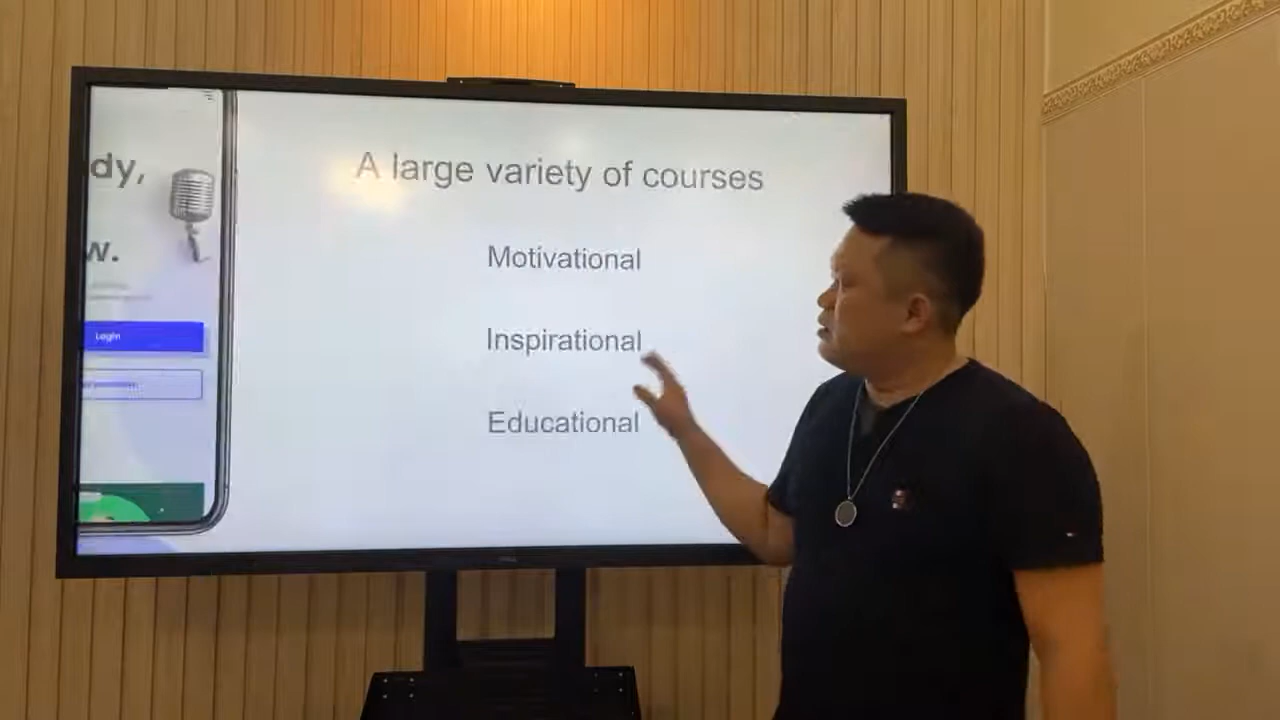 dy,
w.
Login
A large variety of courses
Motivational
Inspirational
Educational